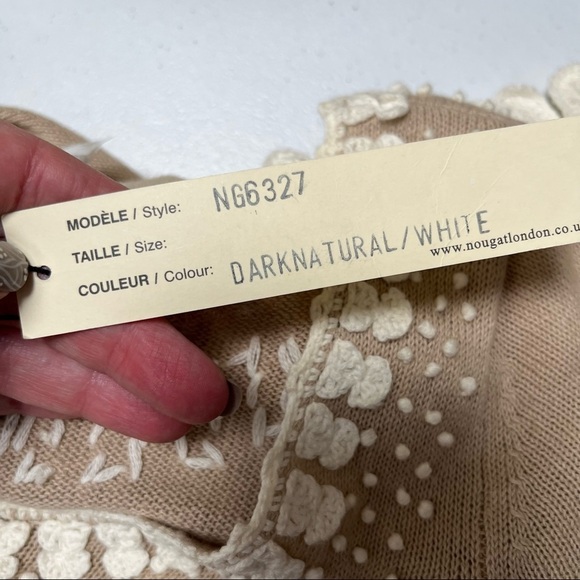 MODÈLE / Style: NG6327
TAILLE / Size:
COULEUR / Colour: DARKNATURAL/WHITE
www.nougatlondon.co.u